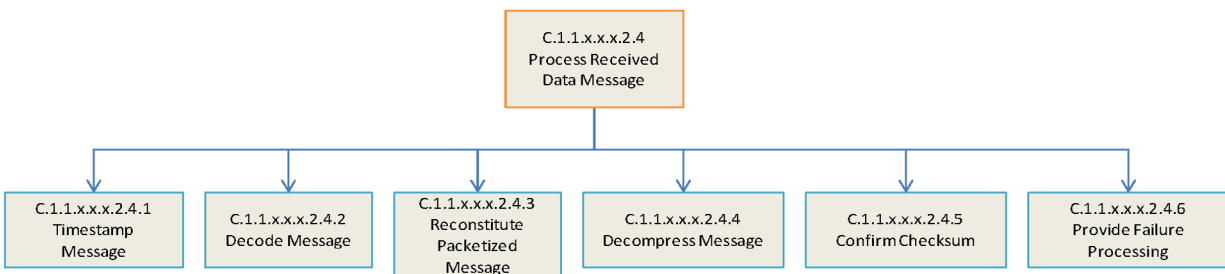 C.1.1.x.x.x.2.4
Process Received
Data Message
C.1.1.x.x.x.2.4.1
Timestamp
Message
C.1.1.x.x.x.2.4.2
Decode Message
C.1.1.x.x.x.2.4.3
Reconstitute
Packetized
Message
C.1.1.x.x.x.2.4.4
Decompress Message
C.1.1.x.x.x.2.4.5
Confirm Checksum
C.1.1.x.x.x.2.4.6
Provide Failure
Processing